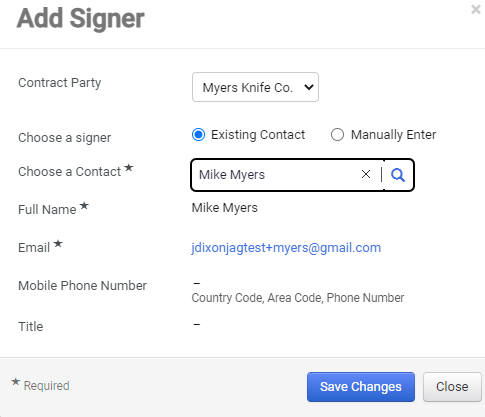 Add Signer
×
Contract Party
Myers Knife Co.
Choose a signer
Existing Contact
Manually Enter
Choose a Contact ★
Mike Myers
Full Name ★
Mike Myers
Email ★
jdixonjagtest+myers@gmail.com
Mobile Phone Number
–
Country Code, Area Code, Phone Number
Title
–
★ Required
Save Changes
Close